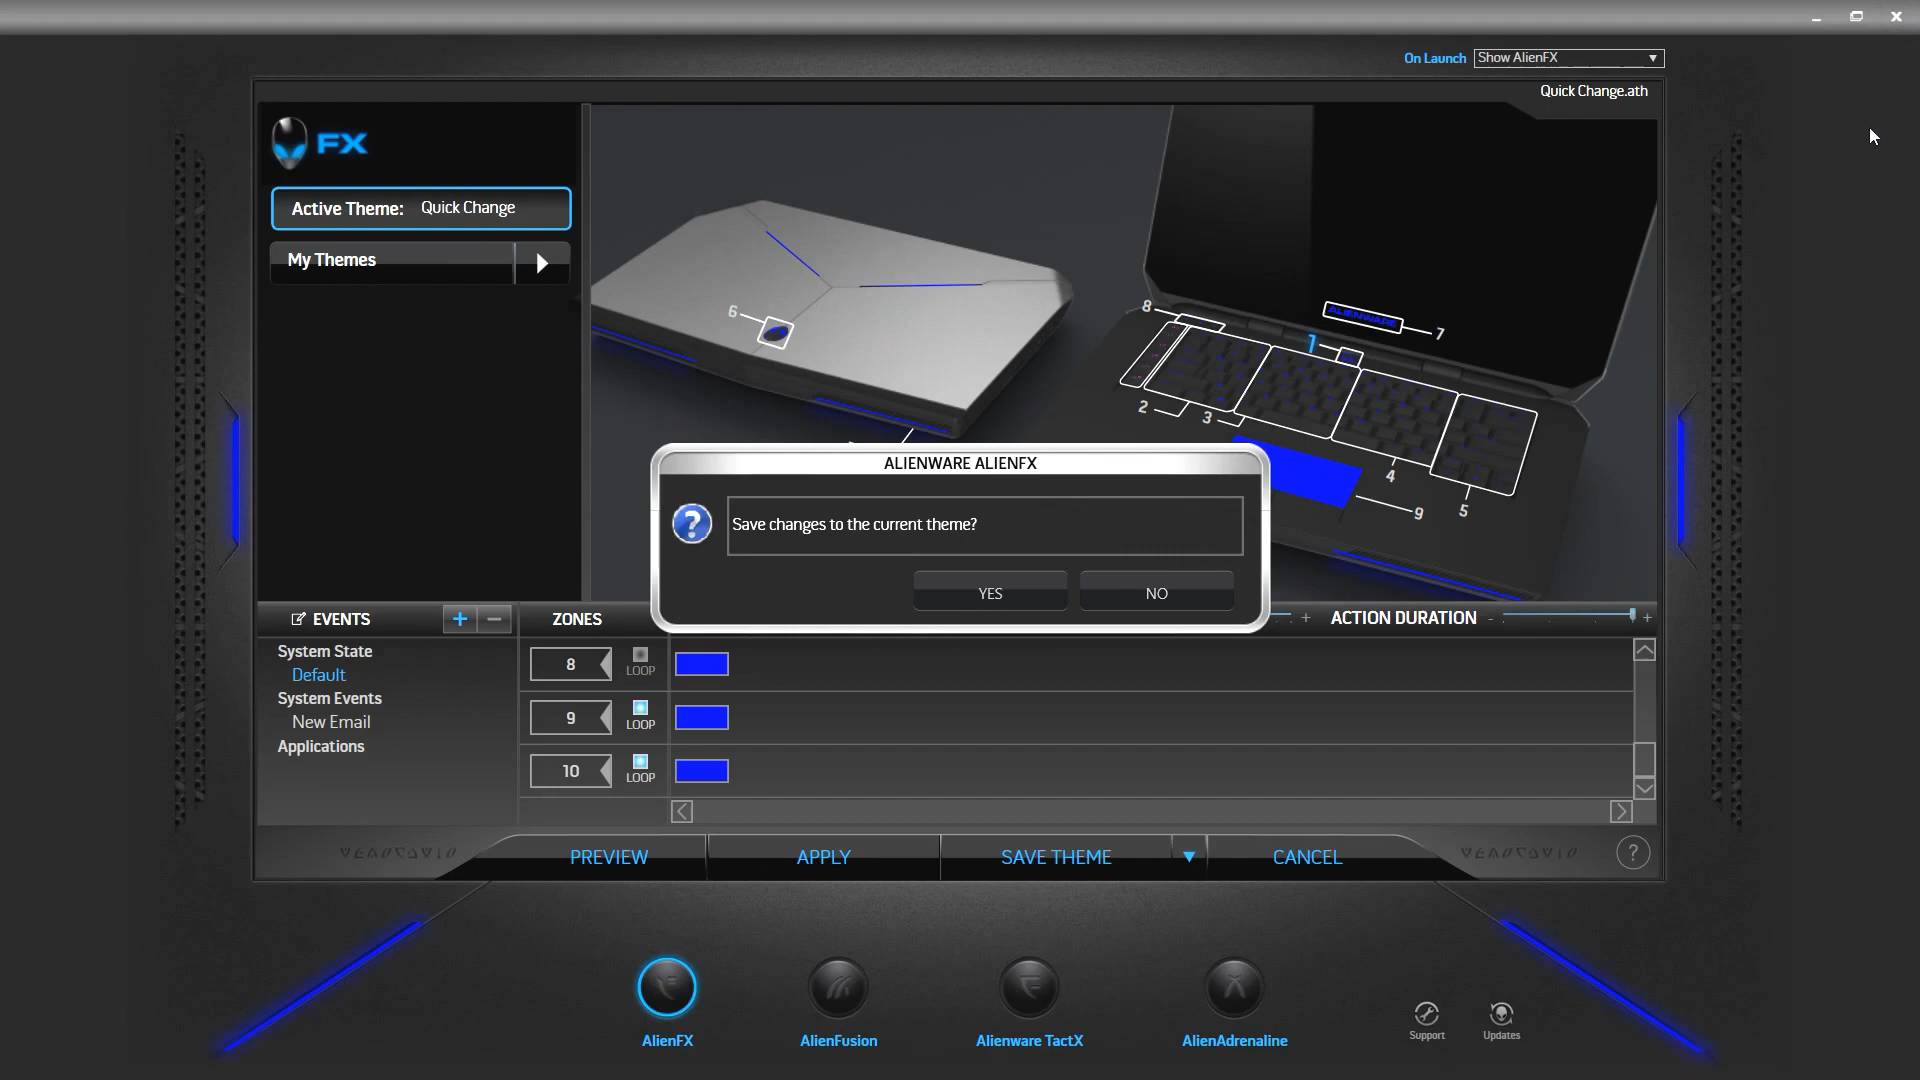 On Launch Show AlienFX
Quick Change.ath
FX
Active Theme: Quick Change
My Themes
6
8
ALIENWARE
7
1
2
3
4
5
9
ALIENWARE ALIENFX
?
Save changes to the current theme?
YES NO
EVENTS + - ZONES
+ ACTION DURATION - +
System State
Default
System Events
New Email
Applications
8 LOOP
9 LOOP
10 LOOP
PREVIEW APPLY SAVE THEME CANCEL ?
AlienFX AlienFusion Alienware TactX AlienAdrenaline
Support Updates